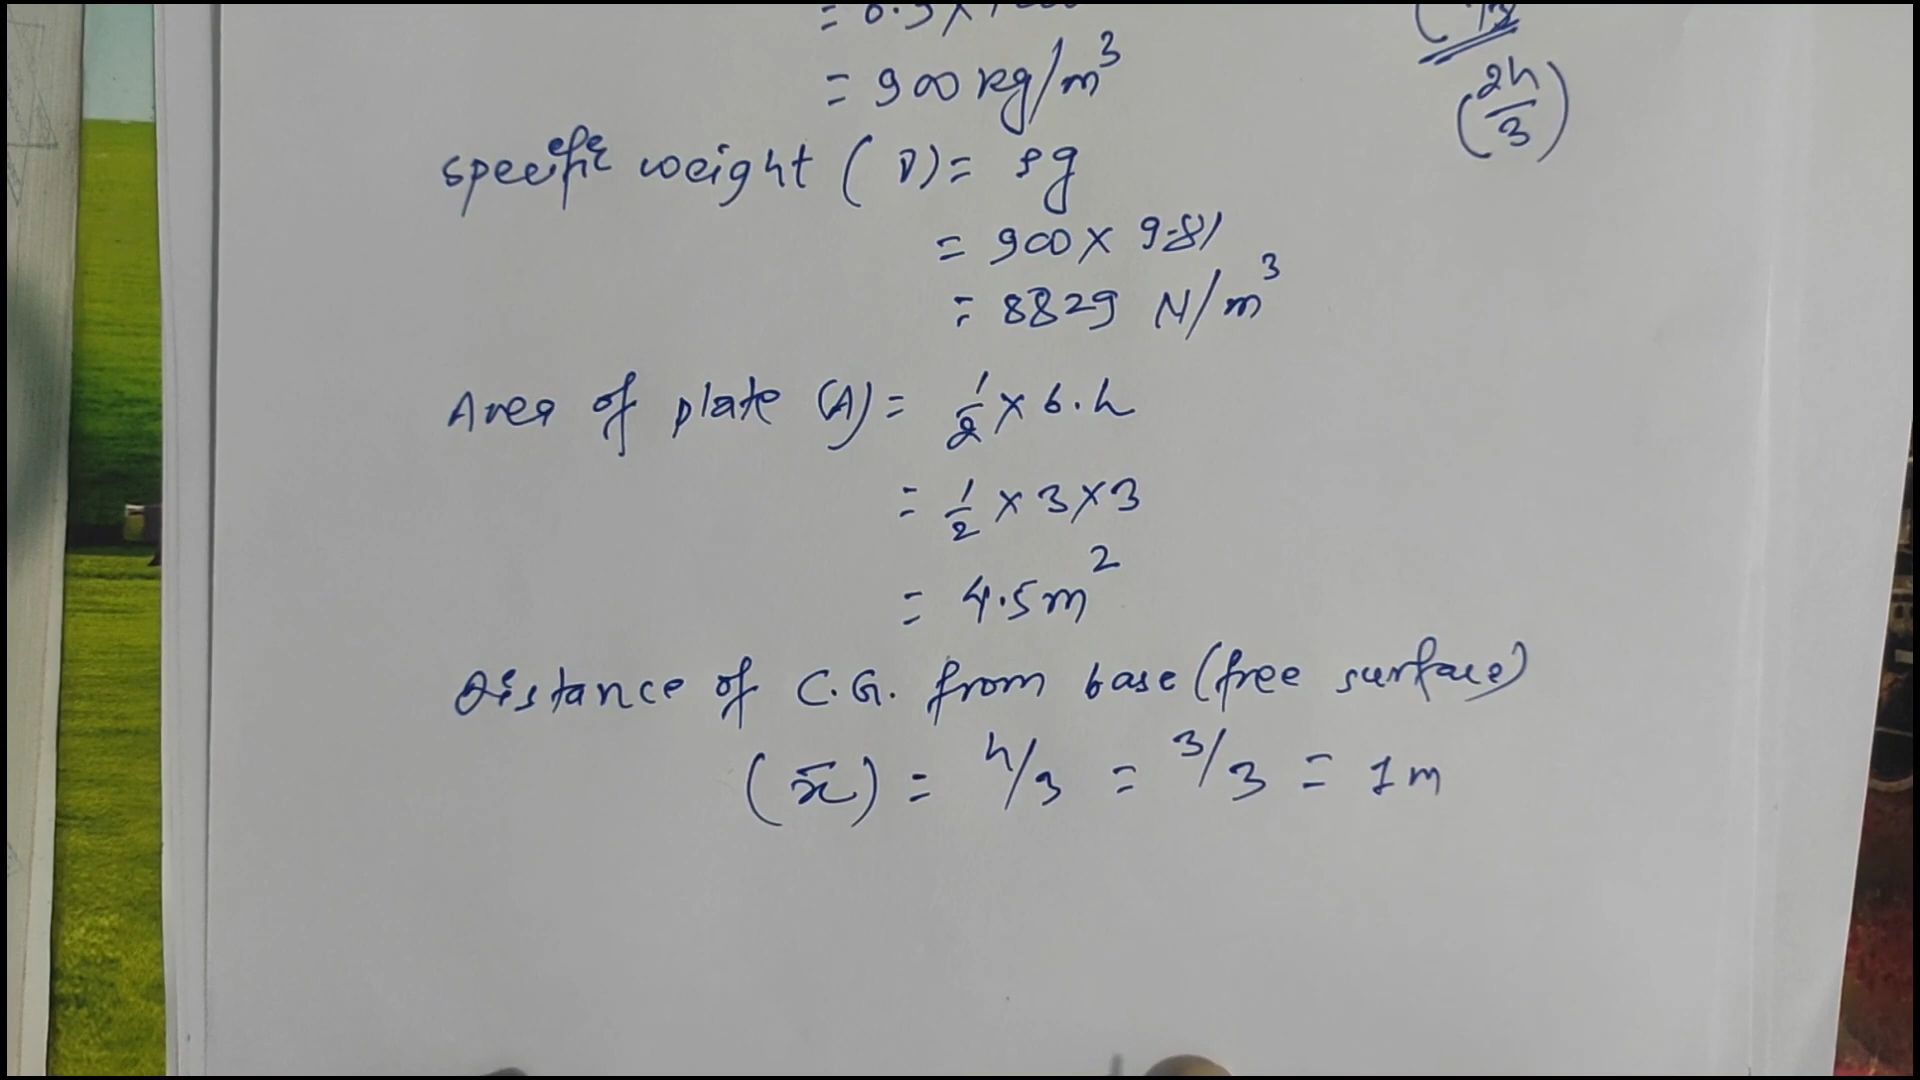 = 900 kg/m³
(2h/3)
specific weight (γ) = ρg
= 900 × 9.81
= 8829 N/m³
Area of plate (A) = 1/2 × b.h
= 1/2 × 3 × 3
= 4.5 m²
Distance of C.G. from base (free surface)
(x̄) = h/3 = 3/3 = 1 m